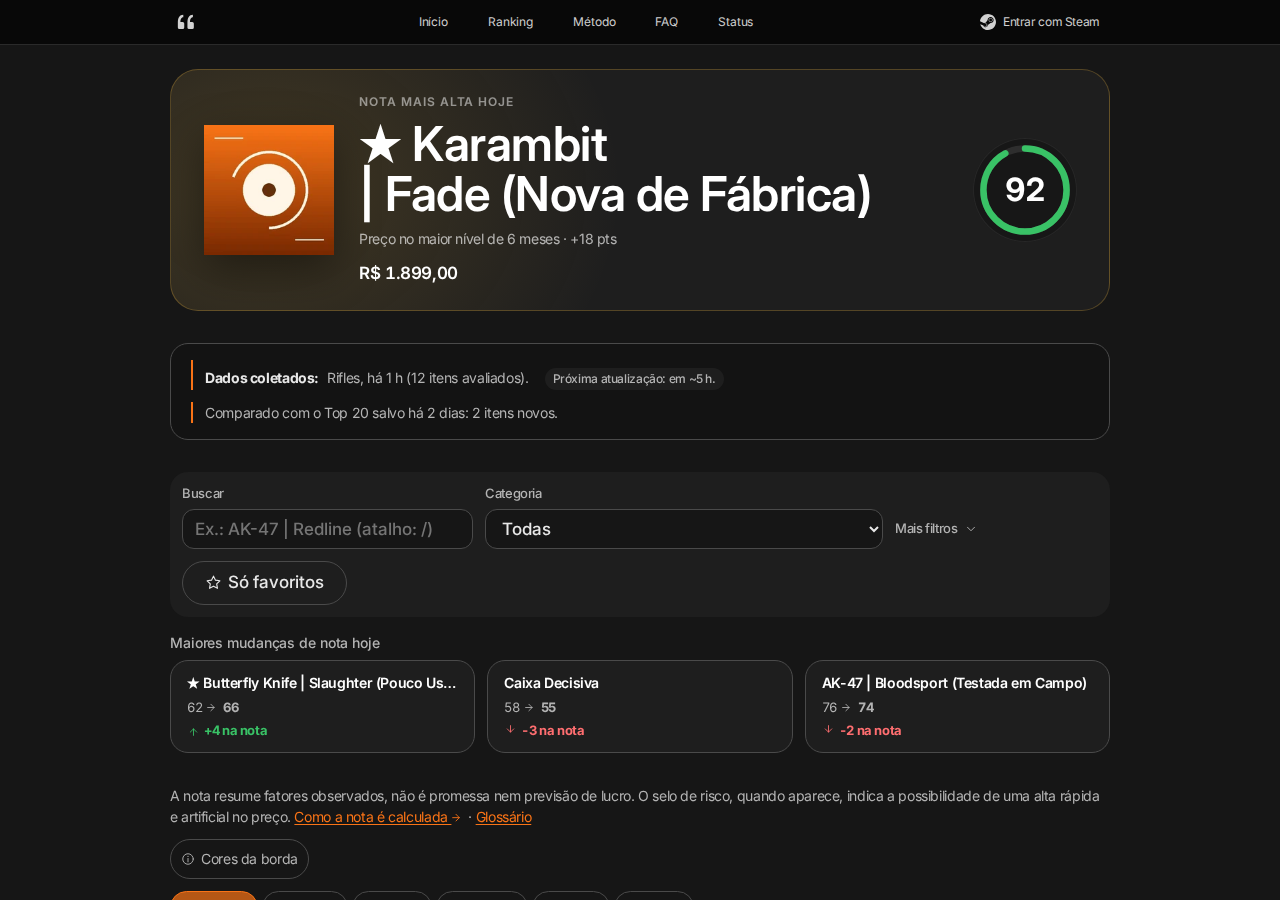 Início Ranking Método FAQ Status Entrar com Steam
NOTA MAIS ALTA HOJE
★ Karambit
| Fade (Nova de Fábrica)
Preço no maior nível de 6 meses · +18 pts
R$ 1.899,00
92
Dados coletados: Rifles, há 1 h (12 itens avaliados). Próxima atualização: em ~5 h.
Comparado com o Top 20 salvo há 2 dias: 2 itens novos.
Buscar
Categoria
Ex.: AK-47 | Redline (atalho: /)
Todas
Mais filtros
Só favoritos
Maiores mudanças de nota hoje
★ Butterfly Knife | Slaughter (Pouco Us...
62 → 66
↑ +4 na nota
Caixa Decisiva
58 → 55
↓ -3 na nota
AK-47 | Bloodsport (Testada em Campo)
76 → 74
↓ -2 na nota
A nota resume fatores observados, não é promessa nem previsão de lucro. O selo de risco, quando aparece, indica a possibilidade de uma alta rápida
e artificial no preço. Como a nota é calculada → · Glossário
Cores da borda